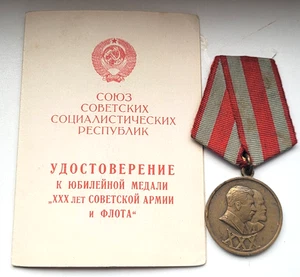 СОЮЗ
СОВЕТСКИХ
СОЦИАЛИСТИЧЕСКИХ
РЕСПУБЛИК
УДОСТОВЕРЕНИЕ
К ЮБИЛЕЙНОЙ МЕДАЛИ
„XXX ЛЕТ СОВЕТСКОЙ АРМИИ
И ФЛОТА“
XXX